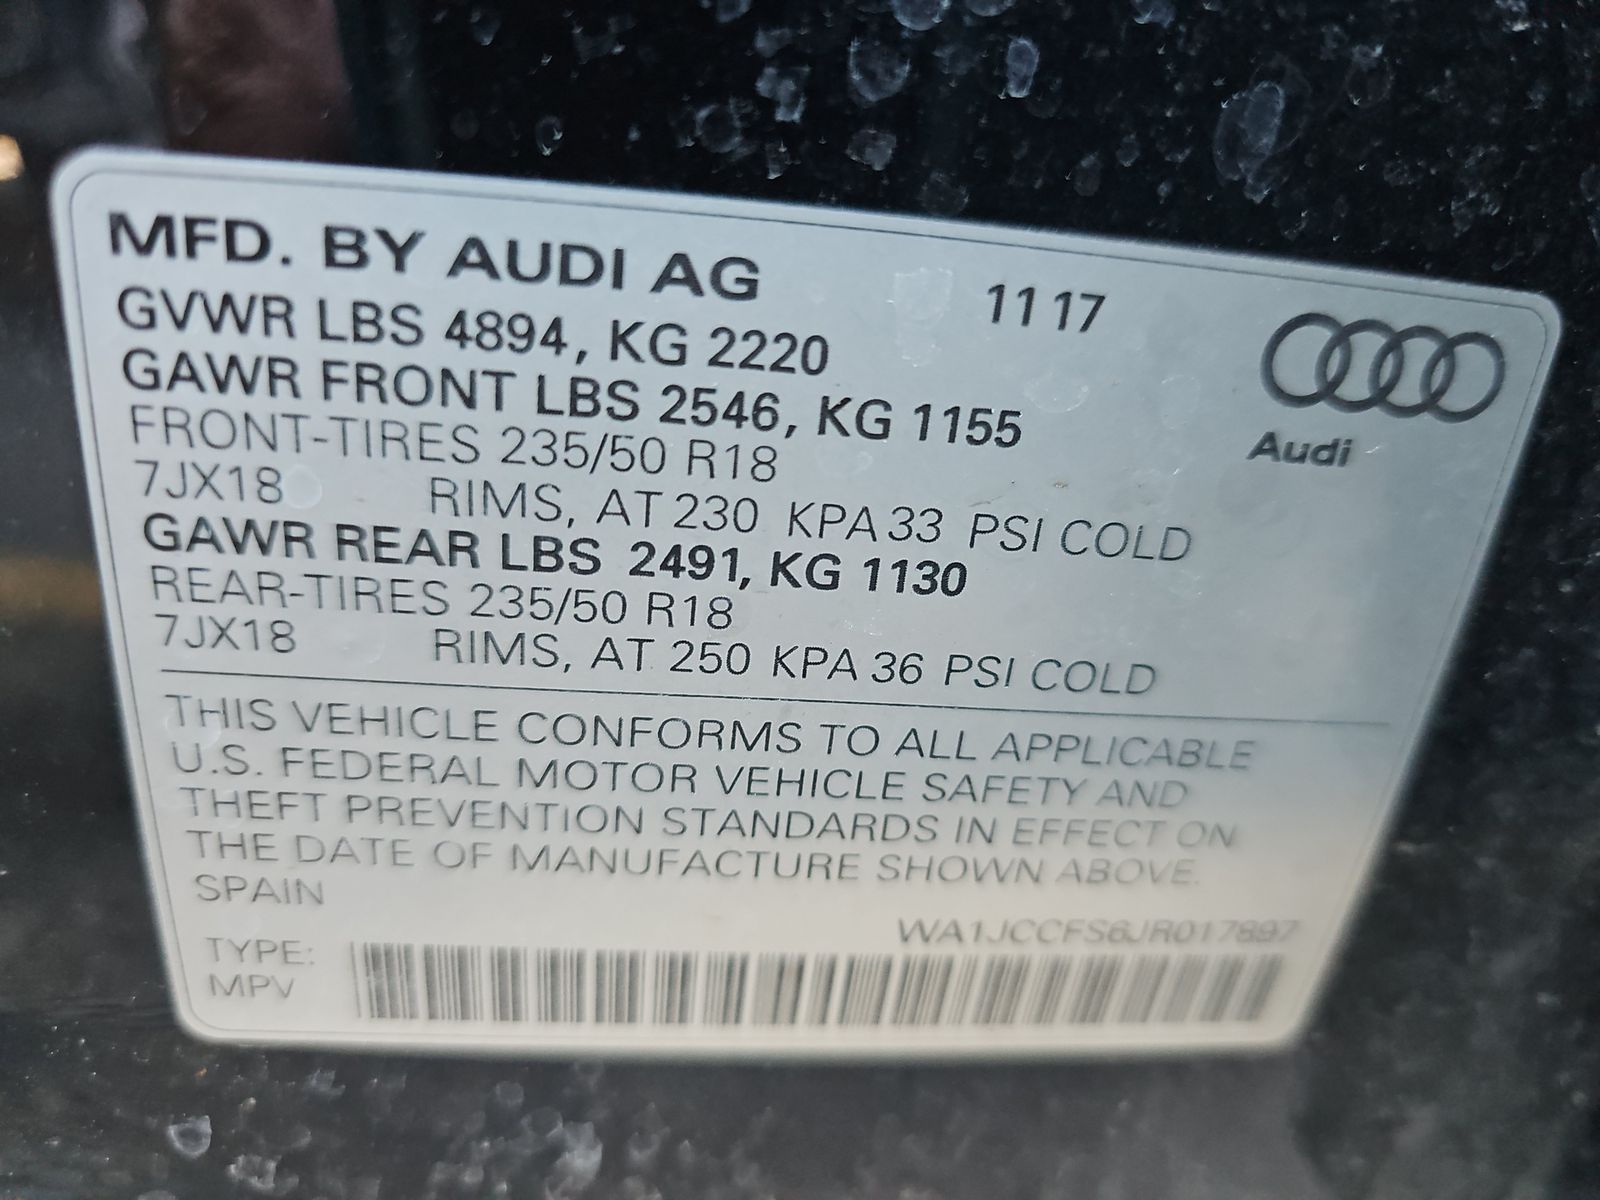 MFD. BY AUDI AG 11 17
GVWR LBS 4894, KG 2220
GAWR FRONT LBS 2546, KG 1155
Audi
FRONT-TIRES 235/50 R18
7JX18 RIMS, AT 230 KPA 33 PSI COLD
GAWR REAR LBS 2491, KG 1130
REAR-TIRES 235/50 R18
7JX18 RIMS, AT 250 KPA 36 PSI COLD
THIS VEHICLE CONFORMS TO ALL APPLICABLE
U.S. FEDERAL MOTOR VEHICLE SAFETY AND
THEFT PREVENTION STANDARDS IN EFFECT ON
THE DATE OF MANUFACTURE SHOWN ABOVE.
SPAIN
WA1JCCFS6JR017897
TYPE:
MPV